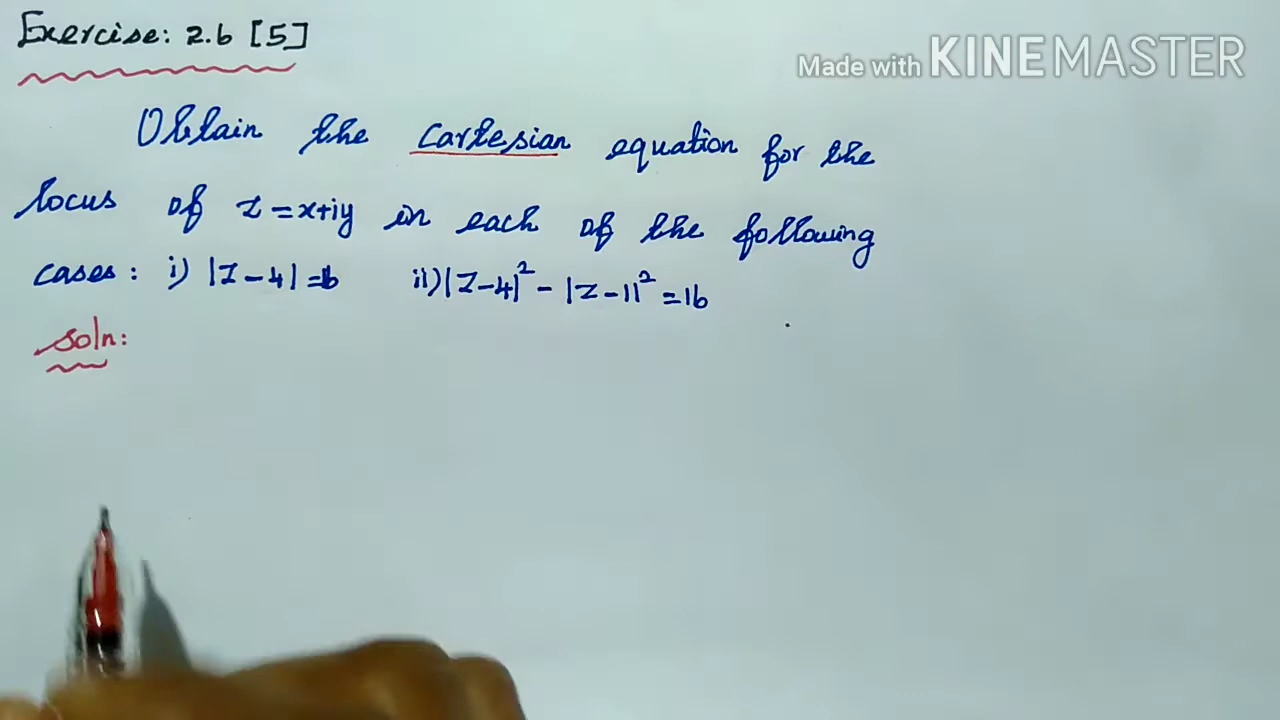 Exercise: 2.6 [5]
Made with KINEMASTER
Obtain the Cartesian equation for the
locus of z = x+iy in each of the following
cases: i) |z-4| = 16 ii) |z-4|² - |z-1|² = 16
Soln: